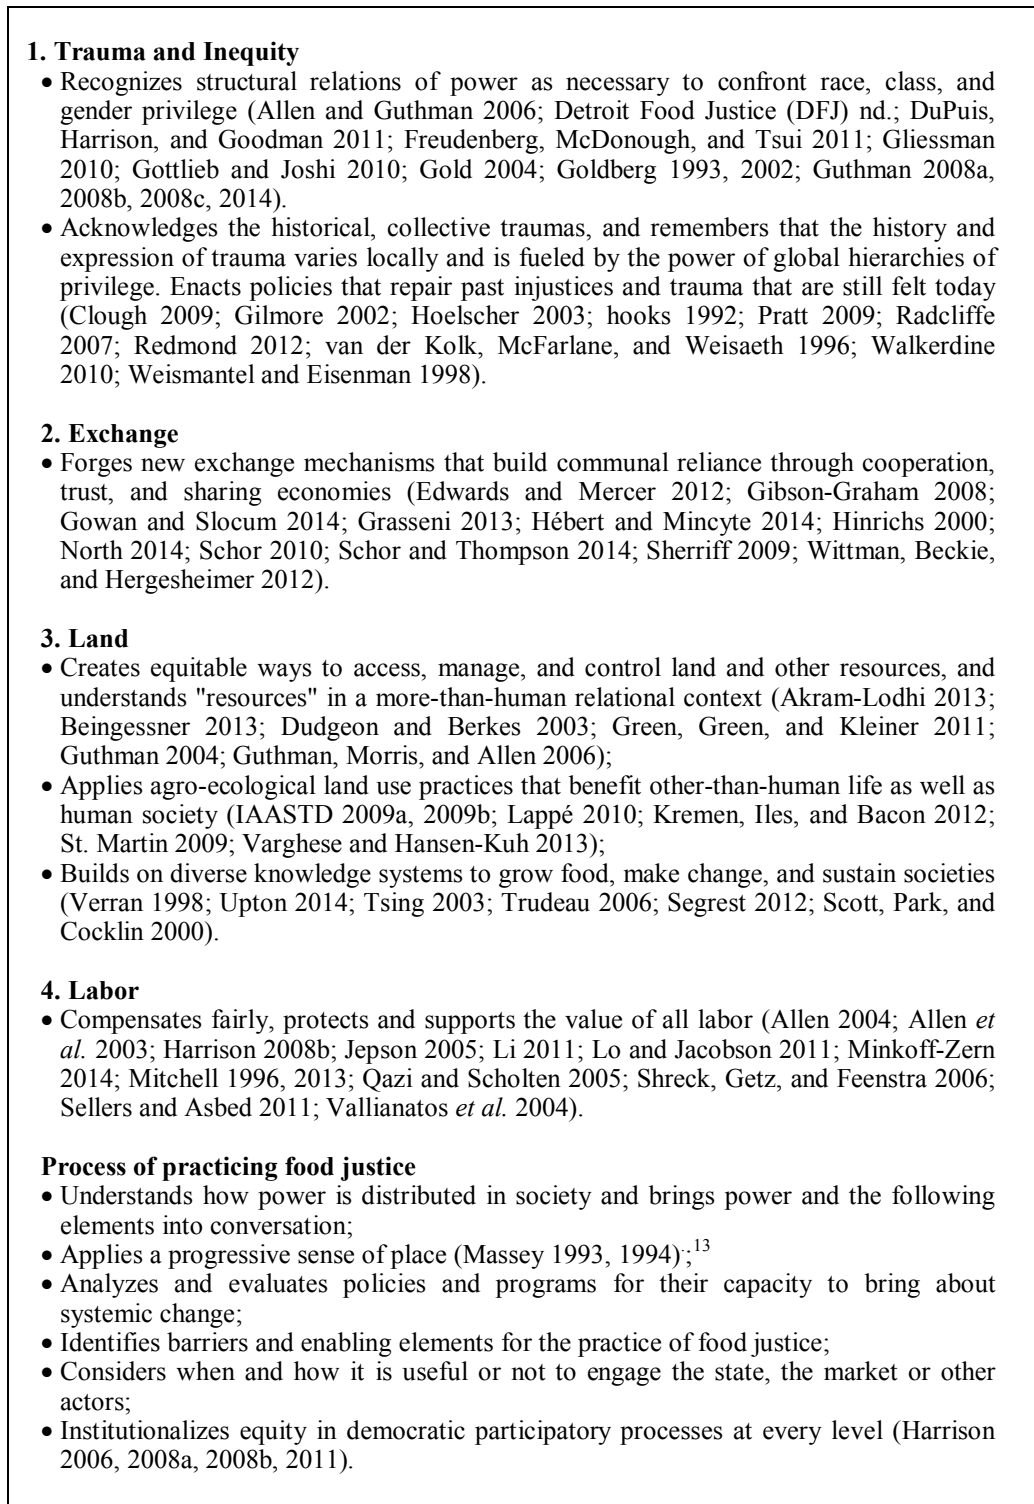 1. Trauma and Inequity
• Recognizes structural relations of power as necessary to confront race, class, and
gender privilege (Allen and Guthman 2006; Detroit Food Justice (DFJ) nd.; DuPuis,
Harrison, and Goodman 2011; Freudenberg, McDonough, and Tsui 2011; Gliessman
2010; Gottlieb and Joshi 2010; Gold 2004; Goldberg 1993, 2002; Guthman 2008a,
2008b, 2008c, 2014).
• Acknowledges the historical, collective traumas, and remembers that the history and
expression of trauma varies locally and is fueled by the power of global hierarchies of
privilege. Enacts policies that repair past injustices and trauma that are still felt today
(Clough 2009; Gilmore 2002; Hoelscher 2003; hooks 1992; Pratt 2009; Radcliffe
2007; Redmond 2012; van der Kolk, McFarlane, and Weisaeth 1996; Walkerdine
2010; Weismantel and Eisenman 1998).
2. Exchange
• Forges new exchange mechanisms that build communal reliance through cooperation,
trust, and sharing economies (Edwards and Mercer 2012; Gibson-Graham 2008;
Gowan and Slocum 2014; Grasseni 2013; Hébert and Mincyte 2014; Hinrichs 2000;
North 2014; Schor 2010; Schor and Thompson 2014; Sherriff 2009; Wittman, Beckie,
and Hergesheimer 2012).
3. Land
• Creates equitable ways to access, manage, and control land and other resources, and
understands "resources" in a more-than-human relational context (Akram-Lodhi 2013;
Beingessner 2013; Dudgeon and Berkes 2003; Green, Green, and Kleiner 2011;
Guthman 2004; Guthman, Morris, and Allen 2006);
• Applies agro-ecological land use practices that benefit other-than-human life as well as
human society (IAASTD 2009a, 2009b; Lappé 2010; Kremen, Iles, and Bacon 2012;
St. Martin 2009; Varghese and Hansen-Kuh 2013);
• Builds on diverse knowledge systems to grow food, make change, and sustain societies
(Verran 1998; Upton 2014; Tsing 2003; Trudeau 2006; Segrest 2012; Scott, Park, and
Cocklin 2000).
4. Labor
• Compensates fairly, protects and supports the value of all labor (Allen 2004; Allen et
al. 2003; Harrison 2008b; Jepson 2005; Li 2011; Lo and Jacobson 2011; Minkoff-Zern
2014; Mitchell 1996, 2013; Qazi and Scholten 2005; Shreck, Getz, and Feenstra 2006;
Sellers and Asbed 2011; Vallianatos et al. 2004).
Process of practicing food justice
• Understands how power is distributed in society and brings power and the following
elements into conversation;
• Applies a progressive sense of place (Massey 1993, 1994).;13
• Analyzes and evaluates policies and programs for their capacity to bring about
systemic change;
• Identifies barriers and enabling elements for the practice of food justice;
• Considers when and how it is useful or not to engage the state, the market or other
actors;
• Institutionalizes equity in democratic participatory processes at every level (Harrison
2006, 2008a, 2008b, 2011).